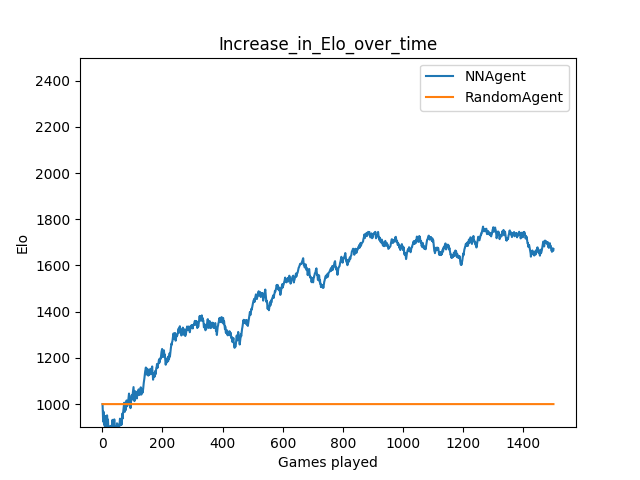 Increase_in_Elo_over_time
NNAgent
RandomAgent
2400
2200
2000
1800
1600
1400
1200
1000
Elo
0 200 400 600 800 1000 1200 1400
Games played